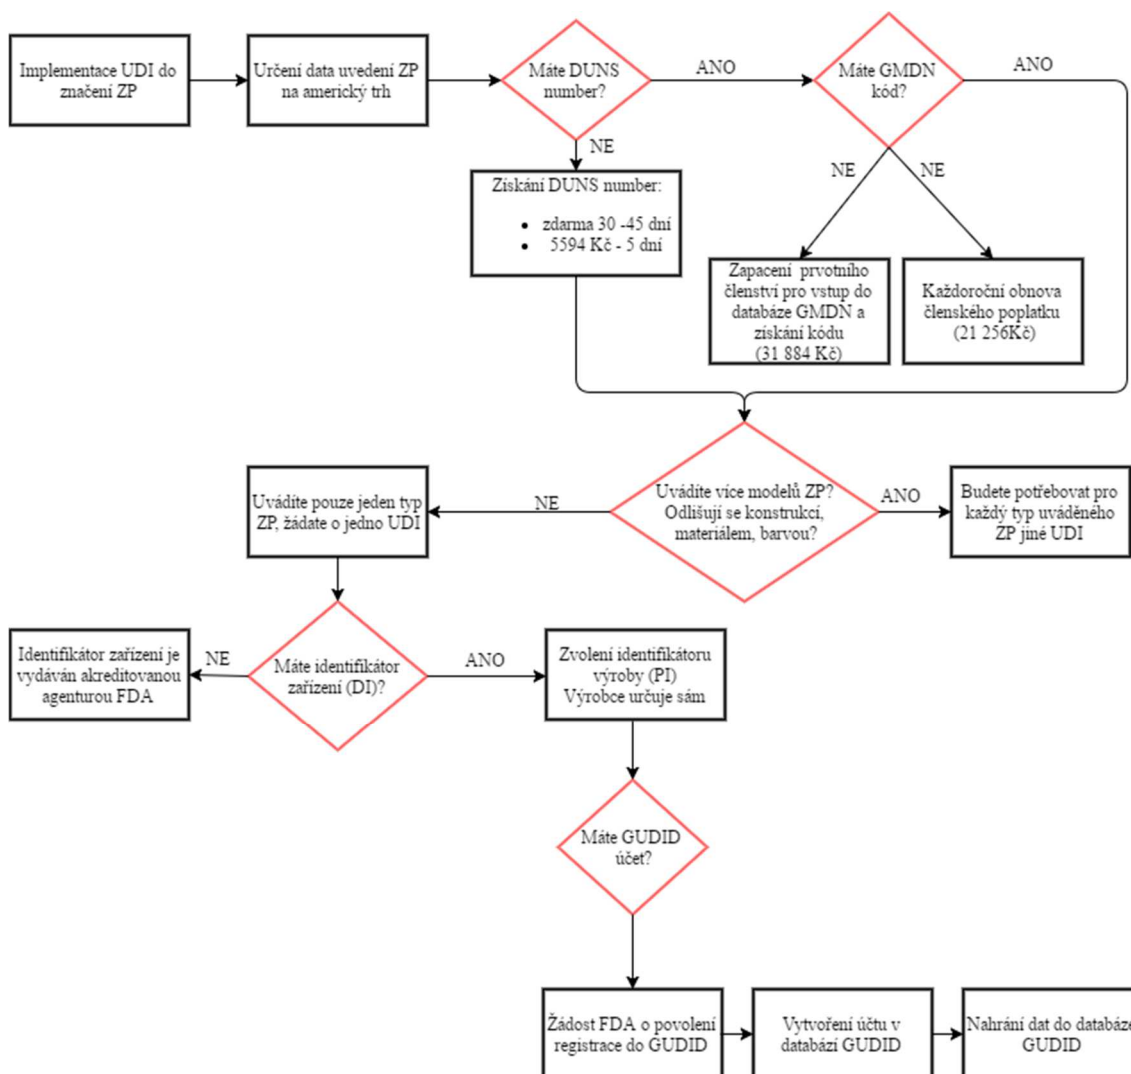 Implementace UDI do
značení ZP
Určení data uvedení ZP
na americký trh
Máte DUNS
number?
ANO
Máte GMDN
kód?
ANO
NE
Získání DUNS number:
• zdarma 30 -45 dní
• 5594 Kč - 5 dní
NE
NE
Zapacení prvotního
členství pro vstup do
databáze GMDN a
získání kódu
(31 884 Kč)
Každoroční obnova
členského poplatku
(21 256Kč)
Uvádíte více modelů ZP?
Odlišují se konstrukcí,
materiálem, barvou?
NE
ANO
Uvádíte pouze jeden typ
ZP, žádate o jedno UDI
Budete potřebovat pro
každý typ uváděného
ZP jiné UDI
Máte identifikátor
zařízení (DI)?
NE
ANO
Identifikátor zařízení je
vydáván akreditovanou
agenturou FDA
Zvolení identifikátoru
výroby (PI)
Výrobce určuje sám
Máte GUDID
účet?
Žádost FDA o povolení
registrace do GUDID
Vytvoření účtu v
databází GUDID
Nahrání dat do databáze
GUDID